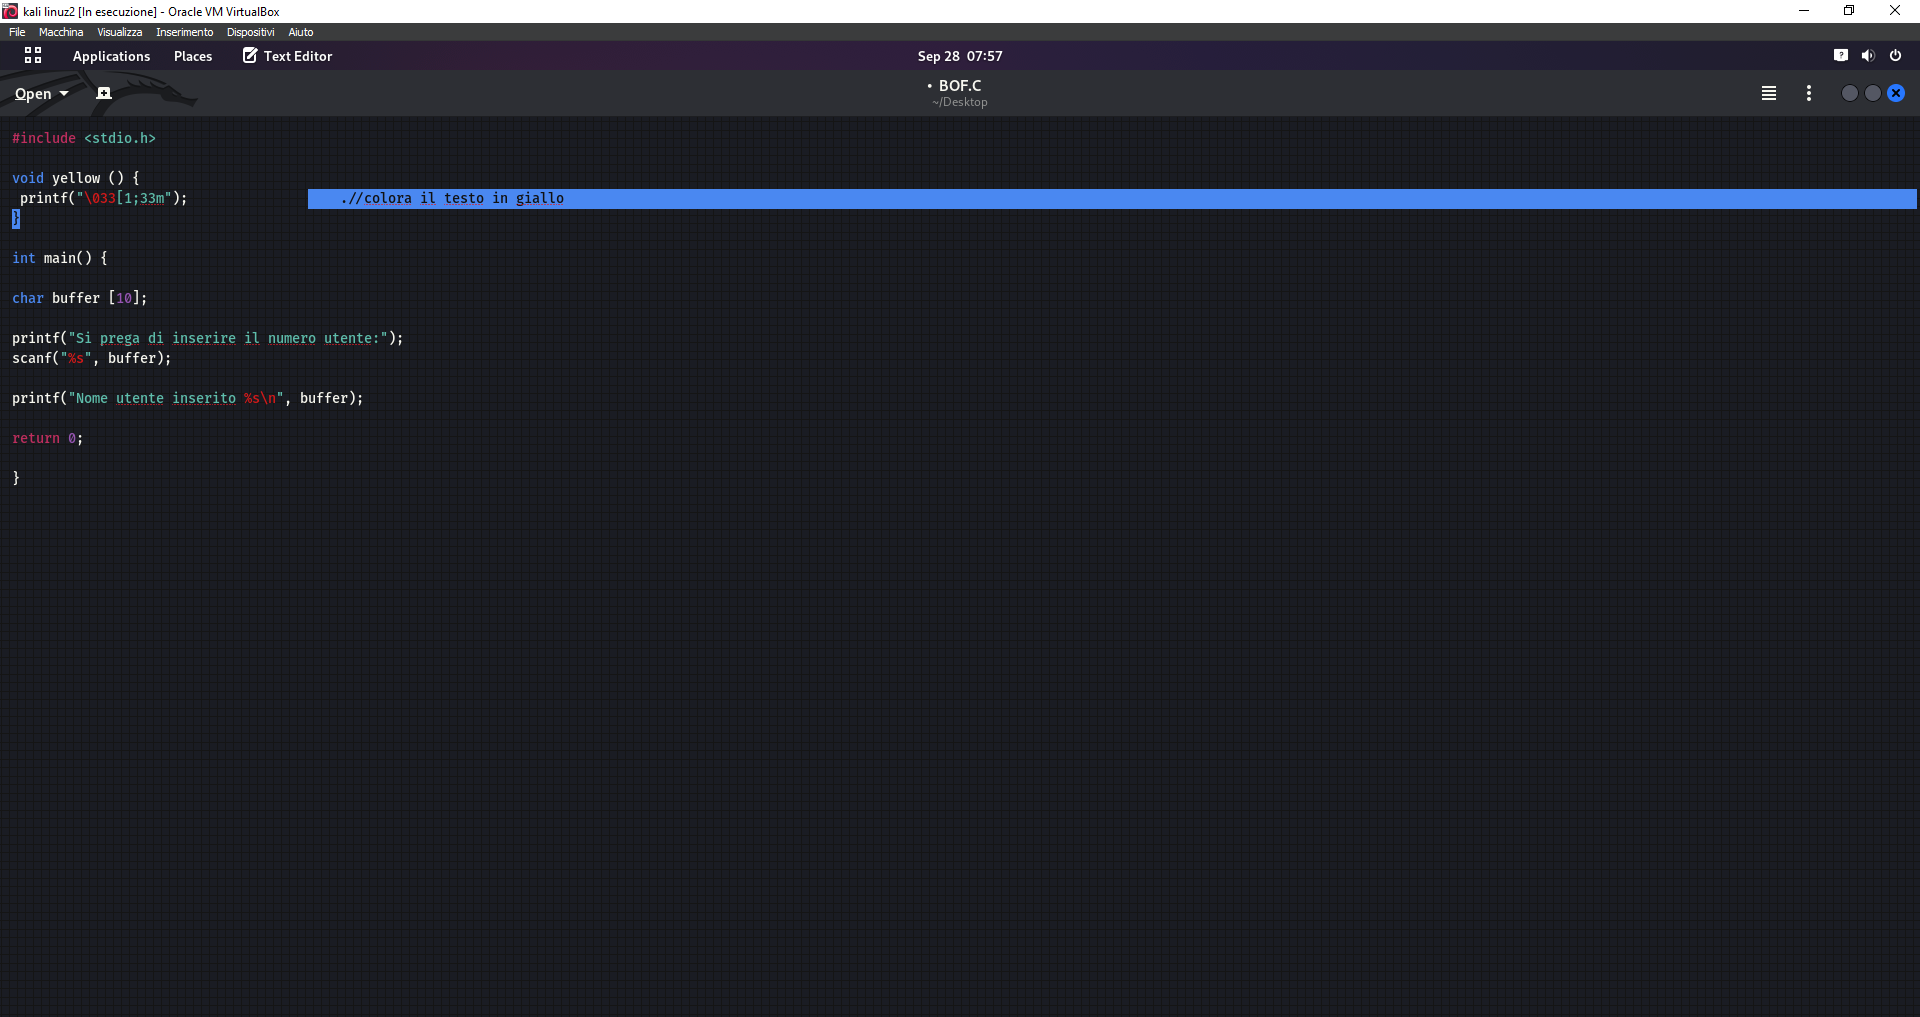 kali linuz2 [In esecuzione] - Oracle VM VirtualBox
File Macchina Visualizza Inserimento Dispositivi Aiuto
Applications Places Text Editor Sep 28 07:57
Open • BOF.C
~/Desktop
#include <stdio.h>
void yellow () {
printf("\033[1;33m"); .//colora il testo in giallo
}
int main() {
char buffer [10];
printf("Si prega di inserire il numero utente:");
scanf("%s", buffer);
printf("Nome utente inserito %s\n", buffer);
return 0;
}